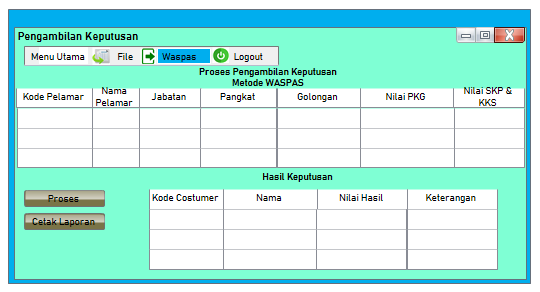 Pengambilan Keputusan
Menu Utama File Waspas Logout
Proses Pengambilan Keputusan
Metode WASPAS
Kode Pelamar Nama Pelamar Jabatan Pangkat Golongan Nilai PKG Nilai SKP & KKS
Hasil Keputusan
Proses
Cetak Laporan
Kode Costumer Nama Nilai Hasil Keterangan